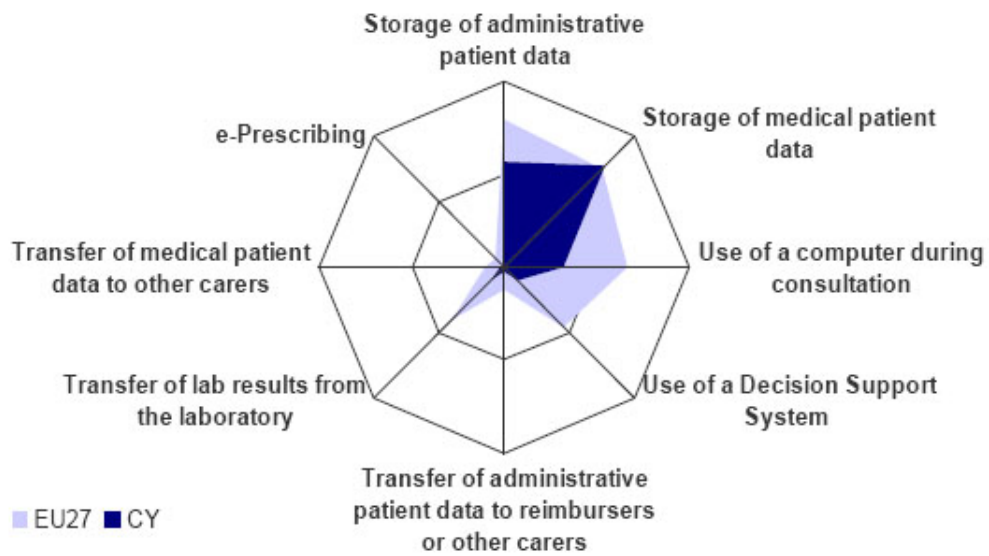 Storage of administrative
patient data
Storage of medical patient
data
Use of a computer during
consultation
Use of a Decision Support
System
Transfer of administrative
patient data to reimbursers
or other carers
Transfer of lab results from
the laboratory
Transfer of medical patient
data to other carers
e-Prescribing
EU27 CY